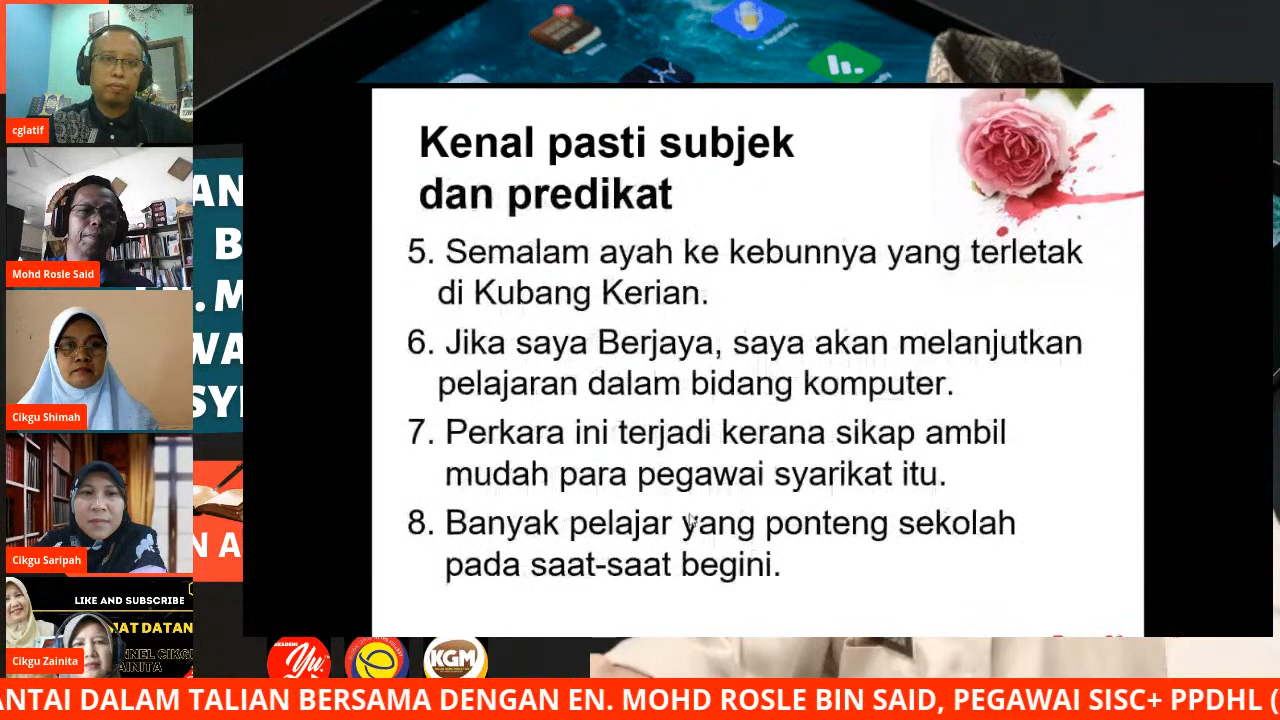 cglatif
Mohd Rosle Said
Cikgu Shimah
Cikgu Saripah
LIKE AND SUBSCRIBE
Cikgu Zainita
Kenal pasti subjek
dan predikat
5. Semalam ayah ke kebunnya yang terletak
di Kubang Kerian.
6. Jika saya Berjaya, saya akan melanjutkan
pelajaran dalam bidang komputer.
7. Perkara ini terjadi kerana sikap ambil
mudah para pegawai syarikat itu.
8. Banyak pelajar yang ponteng sekolah
pada saat-saat begini.
Yu.
KGM
ANTAI DALAM TALIAN BERSAMA DENGAN EN. MOHD ROSLE BIN SAID, PEGAWAI SISC+ PPDHL (